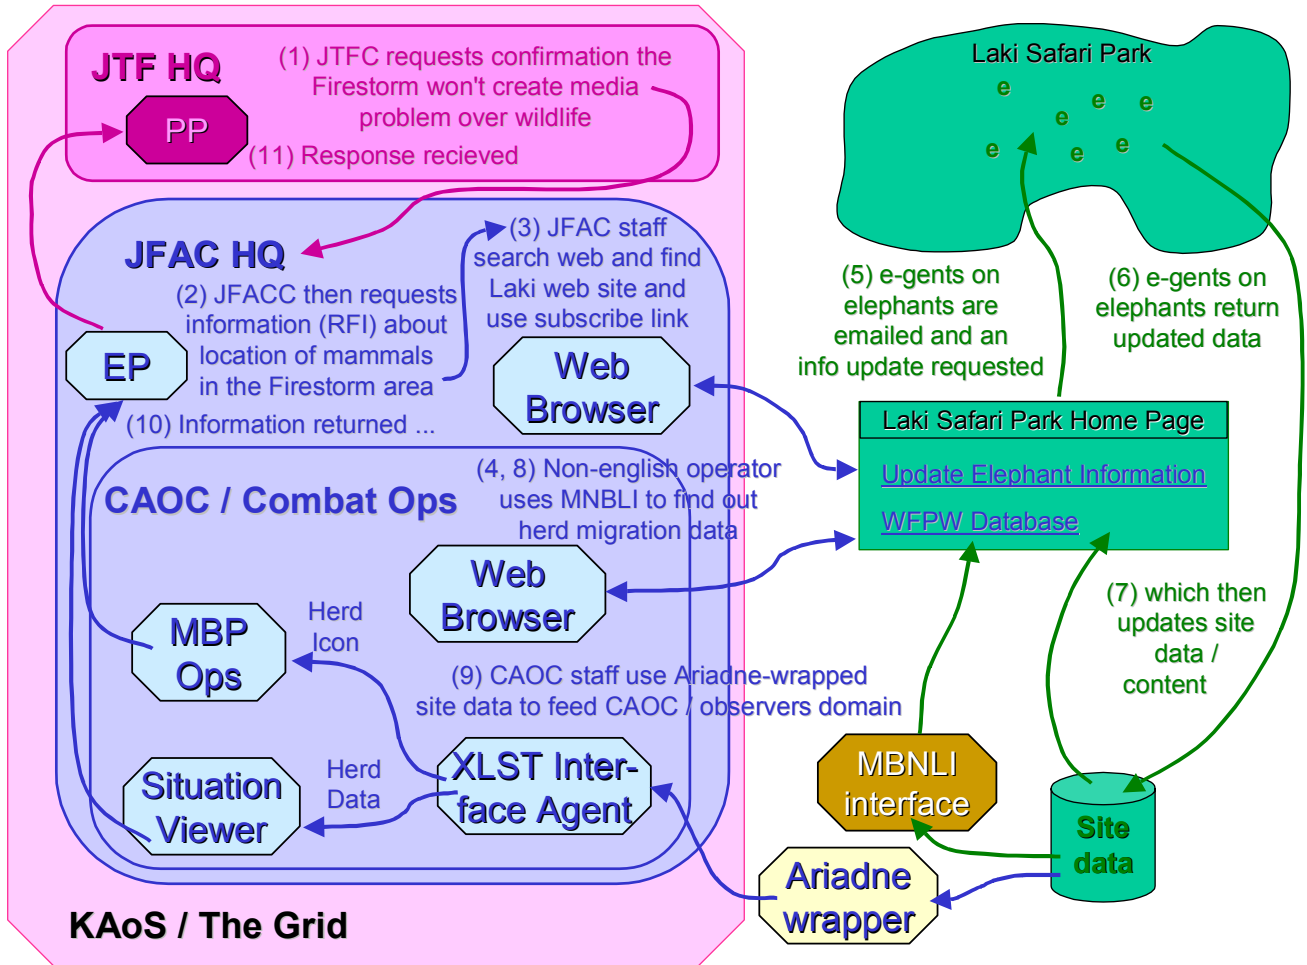 JTF HQ
(1) JTFC requests confirmation the
Firestorm won't create media
problem over wildlife
PP
(11) Response recieved
JFAC HQ
(2) JFACC then requests
information (RFI) about
location of mammals
in the Firestorm area
(3) JFAC staff
search web and find
Laki web site and
use subscribe link
EP
Web
Browser
(10) Information returned ...
CAOC / Combat Ops
(4, 8) Non-english operator
uses MNBLI to find out
herd migration data
Web
Browser
MBP
Ops
Herd
Icon
(9) CAOC staff use Ariadne-wrapped
site data to feed CAOC / observers domain
Situation
Viewer
Herd
Data
XLST Inter-
face Agent
KAoS / The Grid
Laki Safari Park
e
e
e
e
e
e
e
(5) e-gents on
elephants are
emailed and an
info update requested
(6) e-gents on
elephants return
updated data
Laki Safari Park Home Page
Update Elephant Information
WFPW Database
(7) which then
updates site
data /
content
MBNLI
interface
Site
data
Ariadne
wrapper